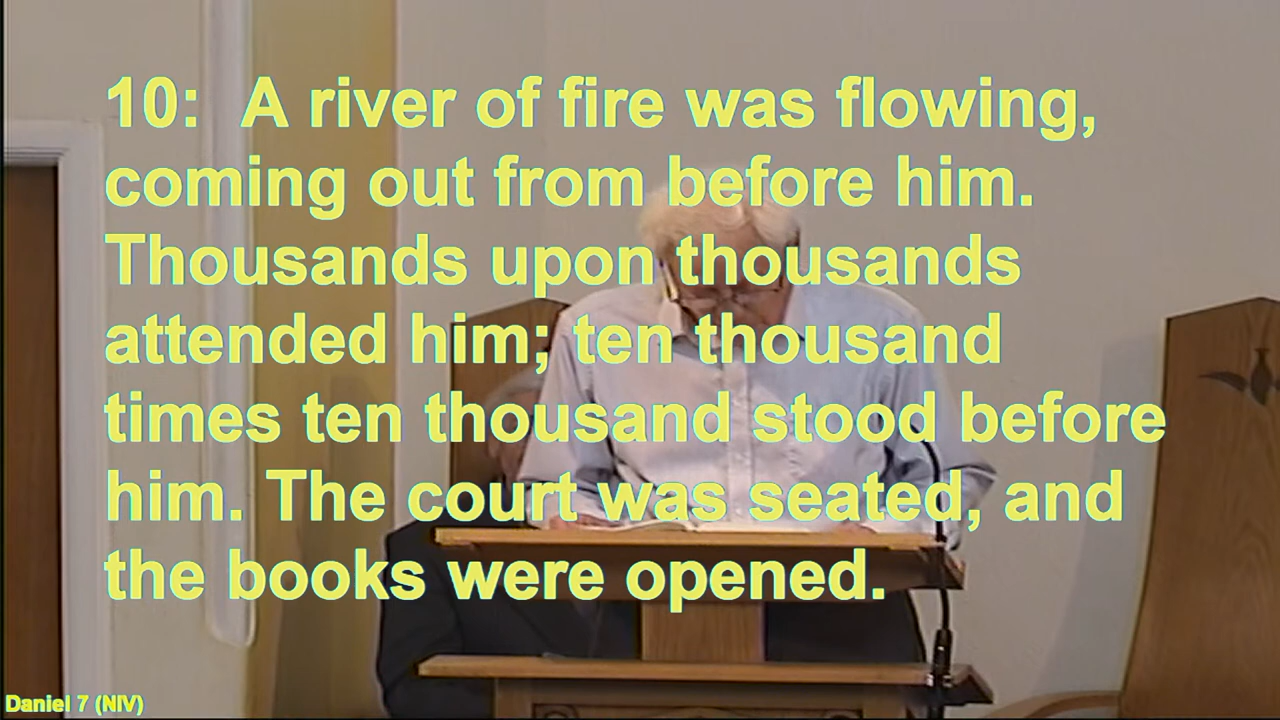 10:  A river of fire was flowing,
coming out from before him.
Thousands upon thousands
attended him; ten thousand
times ten thousand stood before
him. The court was seated, and
the books were opened.
Daniel 7 (NIV)